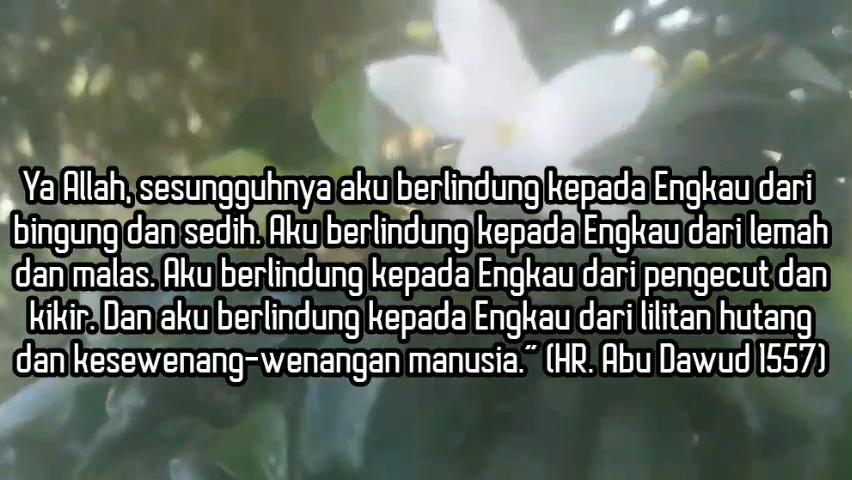 Ya Allah, sesungguhnya aku berlindung kepada Engkau dari
bingung dan sedih. Aku berlindung kepada Engkau dari lemah
dan malas. Aku berlindung kepada Engkau dari pengecut dan
kikir. Dan aku berlindung kepada Engkau dari lilitan hutang
dan kesewenang-wenangan manusia." (HR. Abu Dawud 1557)